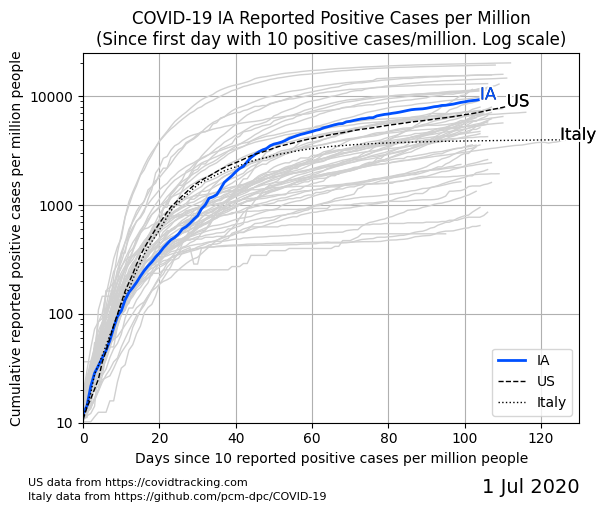 COVID-19 IA Reported Positive Cases per Million
(Since first day with 10 positive cases/million. Log scale)
Cumulative reported positive cases per million people
10000
1000
100
10
IA
US
Italy
IA
US
Italy
0 20 40 60 80 100 120
Days since 10 reported positive cases per million people
US data from https://covidtracking.com
Italy data from https://github.com/pcm-dpc/COVID-19
1 Jul 2020